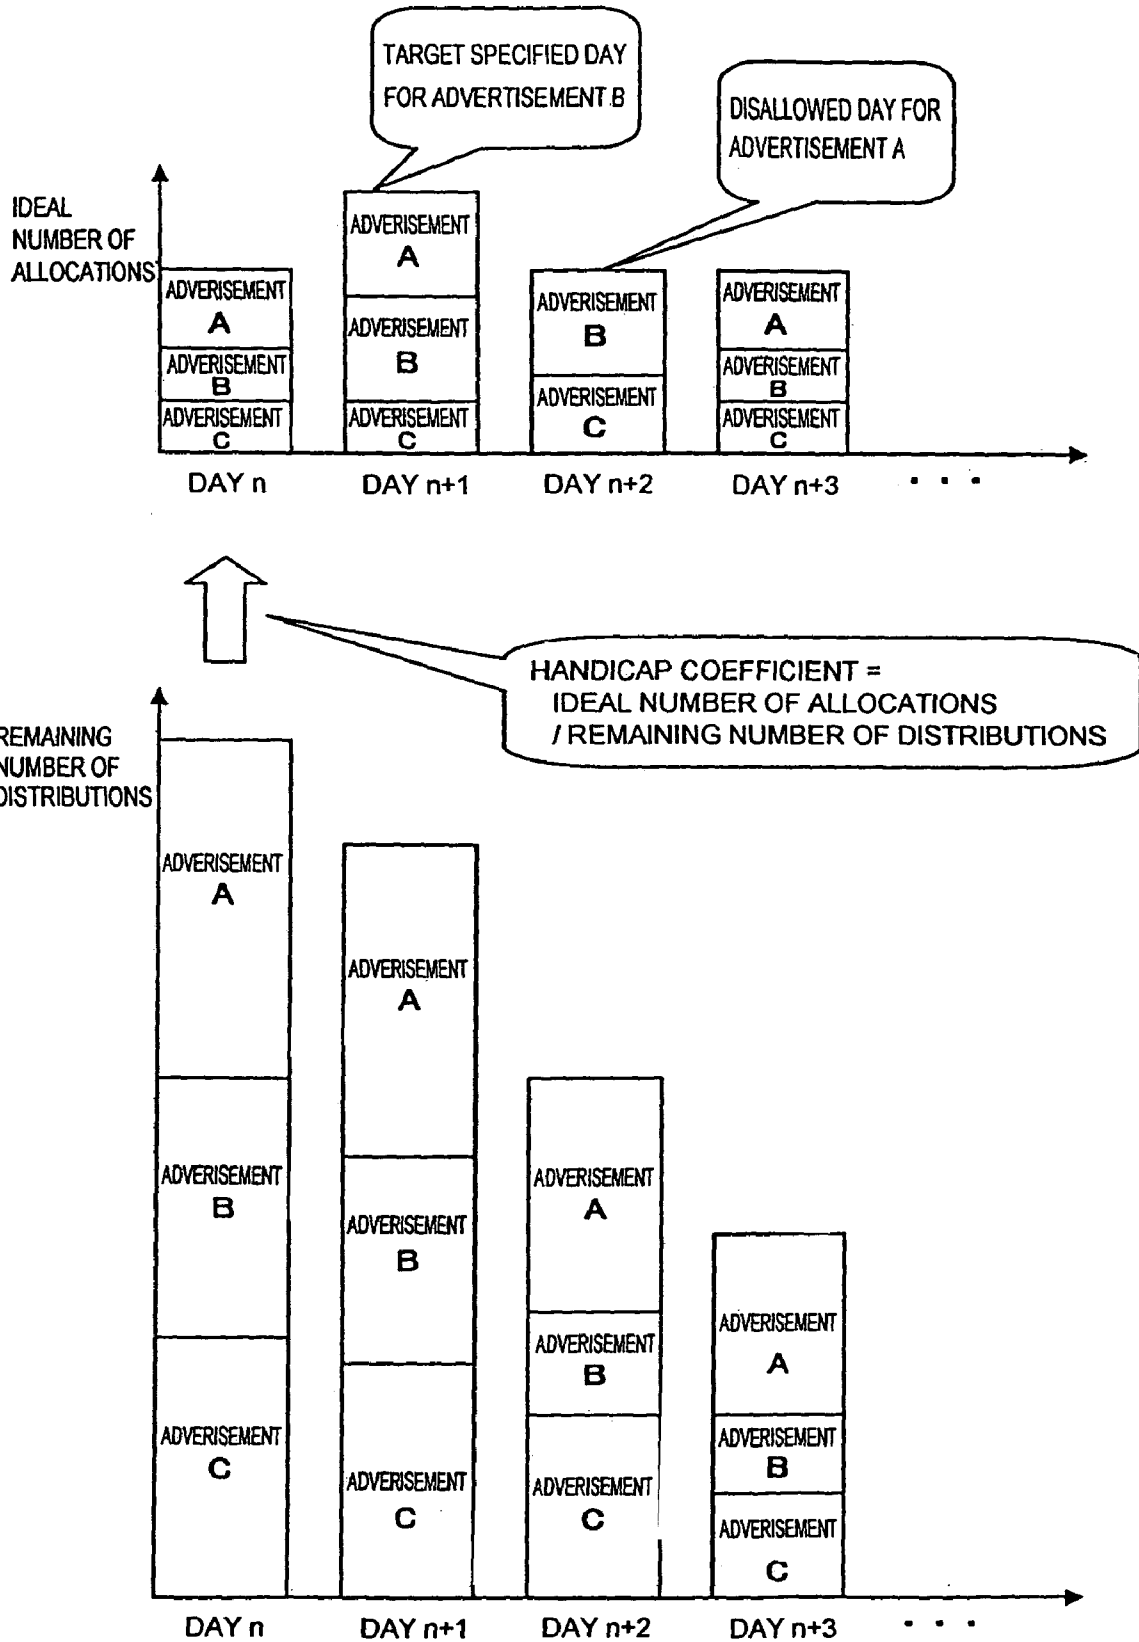 TARGET SPECIFIED DAY
FOR ADVERTISEMENT B
DISALLOWED DAY FOR
ADVERTISEMENT A
IDEAL
NUMBER OF
ALLOCATIONS
ADVERISEMENT
A
ADVERISEMENT
B
ADVERISEMENT
C
ADVERISEMENT
A
ADVERISEMENT
B
ADVERISEMENT
C
ADVERISEMENT
B
ADVERISEMENT
C
ADVERISEMENT
A
ADVERISEMENT
B
ADVERISEMENT
C
DAY n
DAY n+1
DAY n+2
DAY n+3
. . .
HANDICAP COEFFICIENT =
IDEAL NUMBER OF ALLOCATIONS
/ REMAINING NUMBER OF DISTRIBUTIONS
REMAINING
NUMBER OF
DISTRIBUTIONS
ADVERISEMENT
A
ADVERISEMENT
B
ADVERISEMENT
C
ADVERISEMENT
A
ADVERISEMENT
B
ADVERISEMENT
C
ADVERISEMENT
A
ADVERISEMENT
B
ADVERISEMENT
C
ADVERISEMENT
A
ADVERISEMENT
B
ADVERISEMENT
C
DAY n
DAY n+1
DAY n+2
DAY n+3
. . .